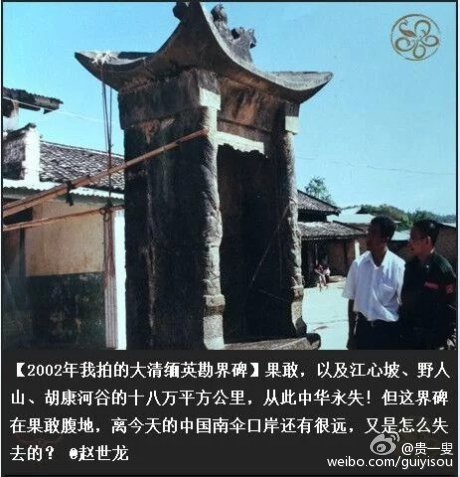 【2002年我拍的大清缅英勘界碑】果敢，以及江心坡、野人
山、胡康河谷的十八万平方公里，从此中华永失！但这界碑
在果敢腹地，离今天的中国南伞口岸还有很远，又是怎么失
去的？ @赵世龙
@贵一叟
weibo.com/guiyisou